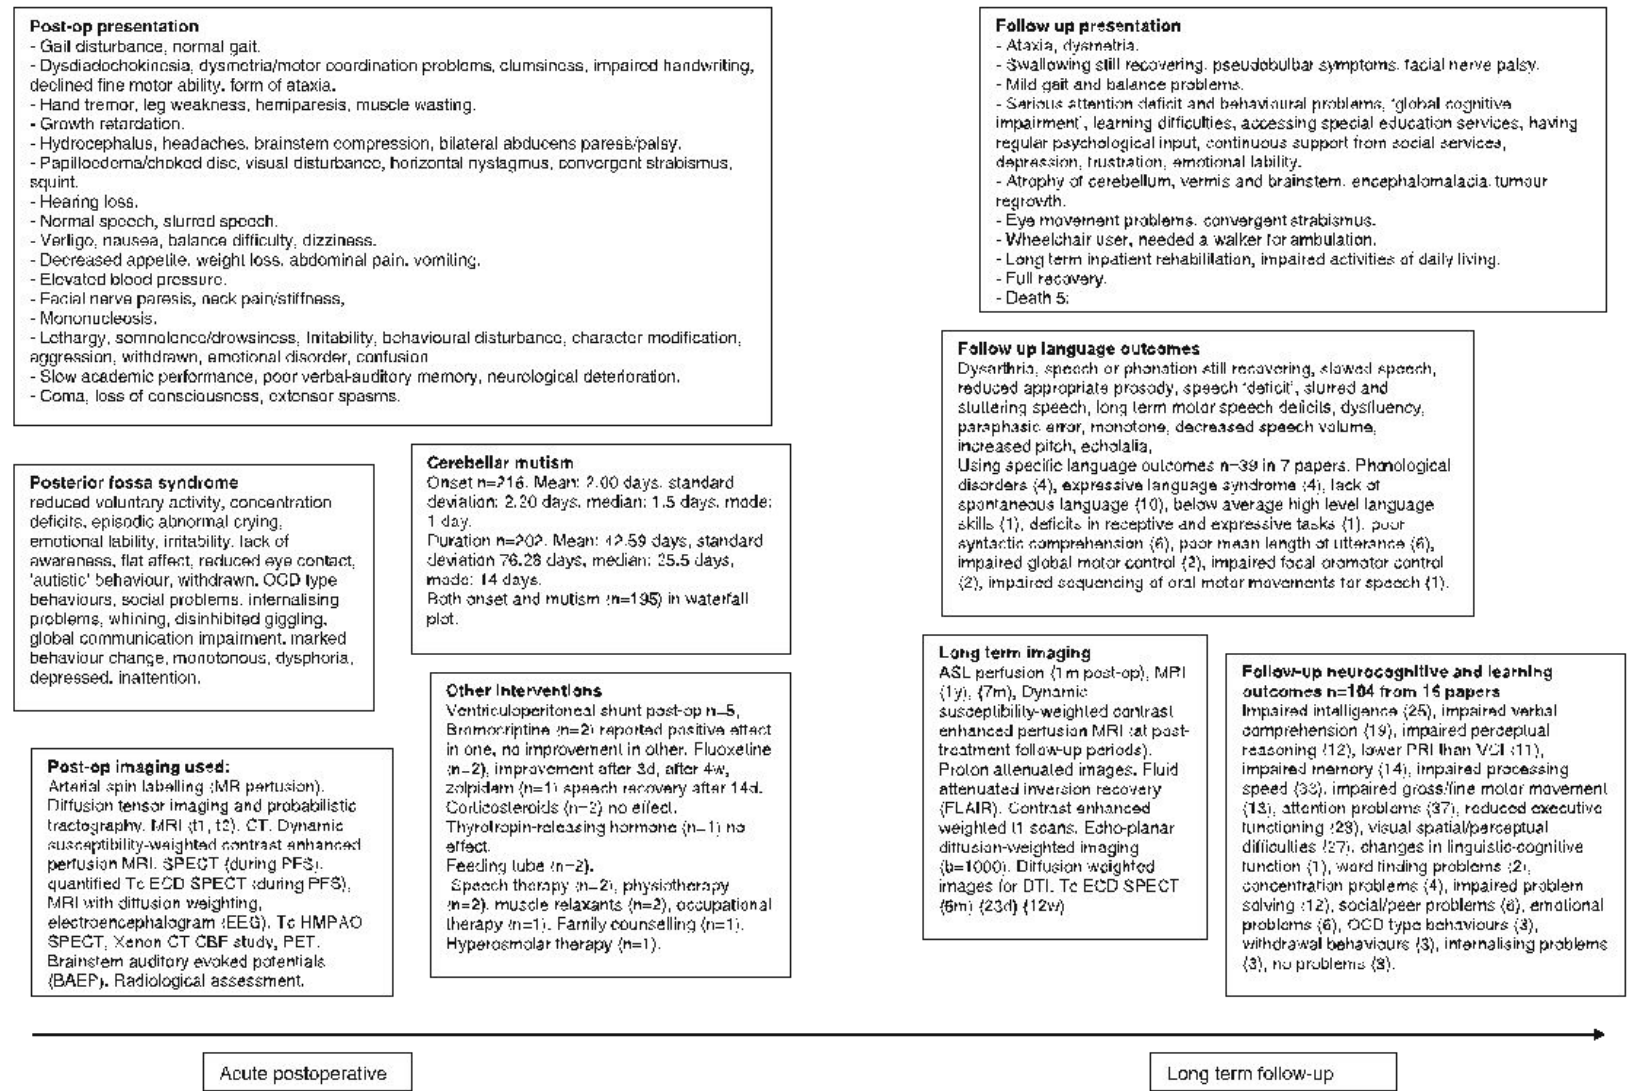 Post-op presentation
- Gail disturbance, normal gait.
- Dysdiadochokinesia, dysmetria/motor coordination problems, clumsiness, impaired handwriting,
declined fine motor ability. form of ataxia.
- Hand tremor, leg weakness, hemiparesis, muscle wasting.
- Growth retardation.
- Hydrocephalus, headaches. brainstem compression, bilateral abducens paresis/palsy.
- Papilloedema/choked disc, visual disturbance, horizontal nystagmus, convergent strabismus,
squint.
- Hearing loss.
- Normal speech, slurred speech.
- Vertigo, nausea, balance difficulty, dizziness.
- Decreased appetite. weight loss. abdominal pain. vomiting.
- Elevated blood pressure.
- Facial nerve paresis, neck pain/stiffness,
- Mononucleosis.
- Lethargy, somnolence/drowsiness, Irritability, behavioural disturbance, character modification,
aggression, withdrawn, emotional disorder, confusion
- Slow academic performance, poor verbal-auditory memory, neurological deterioration.
- Coma, loss of consciousness, extensor spasms.
Posterior fossa syndrome
reduced voluntary activity, concentration
deficits, episodic abnormal crying,
emotional lability, irritability. lack of
awareness, flat affect, reduced eye contact,
'autistic' behaviour, withdrawn. OCD type
behaviours, social problems. internalising
problems, whining, disinhibited giggling,
global communication impairment. marked
behaviour change, monotonous, dysphoria,
depressed. inattention.
Cerebellar mutism
Onset n=216. Mean: 2.00 days. standard
deviation: 2.20 days. median: 1.5 days. mode:
1 day.
Duration n=202. Mean: 42.59 days, standard
deviation 76.28 days, median: 25.5 days,
mode: 14 days.
Both onset and mutism (n=195) in waterfall
plot.
Other interventions
Ventriculoperitoneal shunt post-op n=5,
Bromocriptine (n=2) reported positive effect
in one, no improvement in other. Fluoxetine
(n=2), improvement after 3d, after 4w,
zolpidem (n=1) speech recovery after 14d.
Corticosteroids (n=2) no effect.
Thyrotropin-releasing hormone (n=1) no
effect.
Feeding tube (n=2).
Speech therapy (n=2), physiotherapy
(n=2). muscle relaxants (n=2), occupational
therapy (n=1). Family counselling (n=1).
Hyperosmolar therapy (n=1).
Post-op imaging used:
Arterial spin labelling (MR perfusion).
Diffusion tensor imaging and probabilistic
tractography. MRI (t1, t2). CT. Dynamic
susceptibility-weighted contrast enhanced
perfusion MRI. SPECT (during PFS).
quantified Tc ECD SPECT (during PFS),
MRI with diffusion weighting,
electroencephalogram (EEG). Tc HMPAO
SPECT, Xenon CT CBF study, PET.
Brainstem auditory evoked potentials
(BAEP). Radiological assessment.
Follow up presentation
- Ataxia, dysmetria.
- Swallowing still recovering. pseudobulbar symptoms. facial nerve palsy.
- Mild gait and balance problems.
- Serious attention deficit and behavioural problems, 'global cognitive
impairment', learning difficulties, accessing special education services, having
regular psychological input, continuous support from social services,
depression, frustration, emotional lability.
- Atrophy of cerebellum, vermis and brainstem. encephalomalacia. tumour
regrowth.
- Eye movement problems. convergent strabismus.
- Wheelchair user, needed a walker for ambulation.
- Long term inpatient rehabilitation, impaired activities of daily living.
- Full recovery.
- Death 5:
Follow up language outcomes
Dysarthria, speech or phonation still recovering, slowed speech,
reduced appropriate prosody, speech 'deficit', slurred and
stuttering speech, long term motor speech deficits, dysfluency,
paraphasic error, monotone, decreased speech volume,
increased pitch, echolalia,
Using specific language outcomes n=39 in 7 papers. Phonological
disorders (4), expressive language syndrome (4), lack of
spontaneous language (10), below average high level language
skills (1), deficits in receptive and expressive tasks (1). poor
syntactic comprehension (6), poor mean length of utterance (6),
impaired global motor control (2), impaired focal oromotor control
(2), impaired sequencing of oral motor movements for speech (1).
Long term imaging
ASL perfusion (1m post-op), MRI
(1y), (7m), Dynamic
susceptibility-weighted contrast
enhanced perfusion MRI (at post-
treatment follow-up periods).
Proton attenuated images. Fluid
attenuated inversion recovery
(FLAIR). Contrast enhanced
weighted t1 scans. Echo-planar
diffusion-weighted imaging
(b=1000). Diffusion weighted
images for DTI. Tc ECD SPECT
(6m) (23d) (12w)
Follow-up neurocognitive and learning
outcomes n=104 from 16 papers
Impaired intelligence (25), impaired verbal
comprehension (19), impaired perceptual
reasoning (12), lower PRI than VCI (11),
impaired memory (14), impaired processing
speed (33). impaired gross/fine motor movement
(13), attention problems (37), reduced executive
functioning (23), visual spatial/perceptual
difficulties (27). changes in linguistic-cognitive
function (1), word finding problems (2),
concentration problems (4), impaired problem
solving (12), social/peer problems (6), emotional
problems (6), OCD type behaviours (3),
withdrawal behaviours (3), internalising problems
(3), no problems (3).
Acute postoperative
Long term follow-up